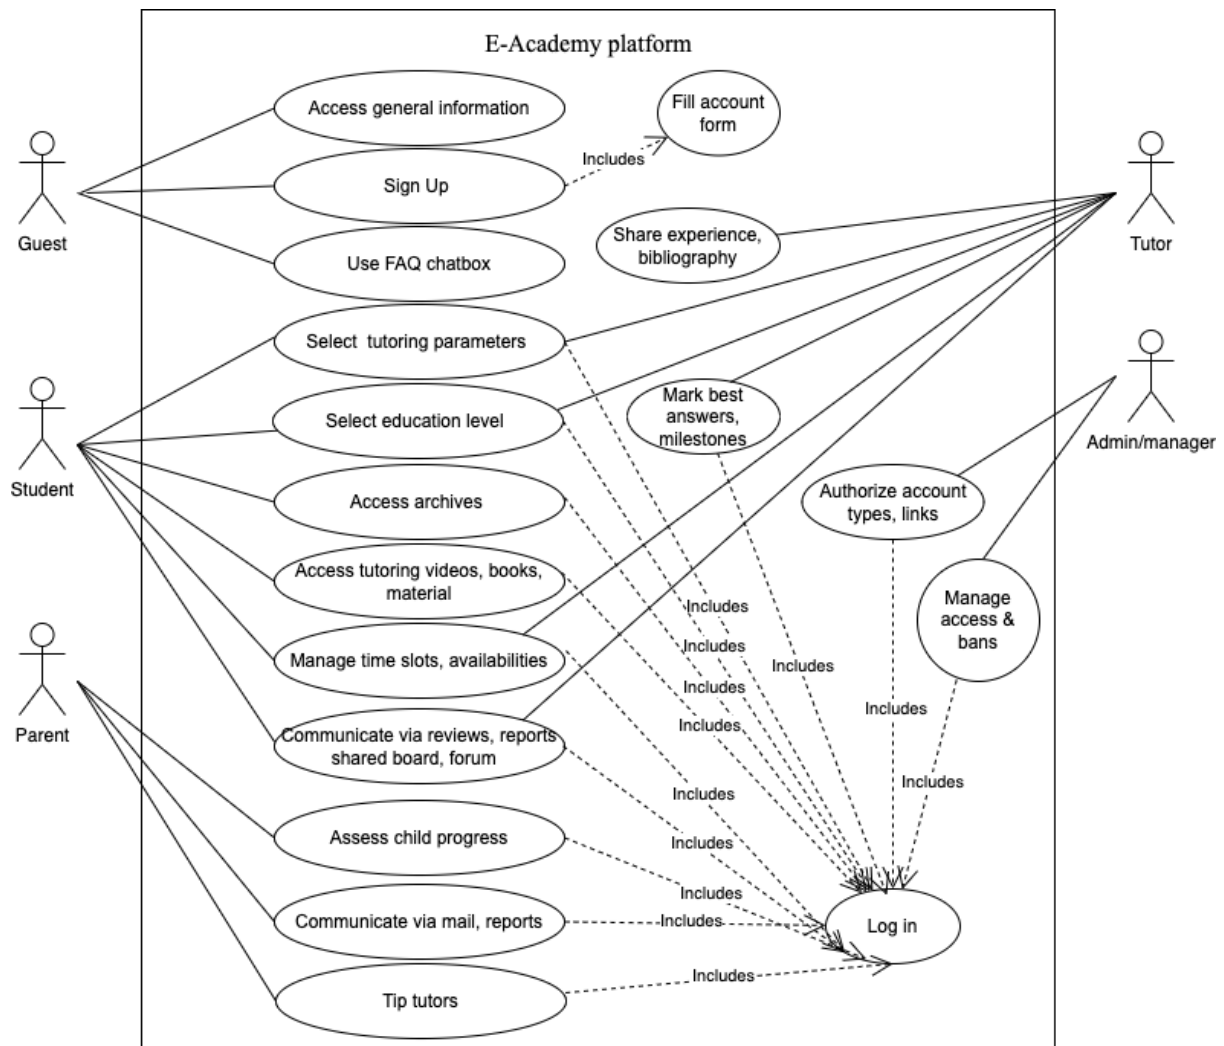 E-Academy platform
Access general information
Fill account
form
Includes
Sign Up
Guest
Tutor
Share experience,
bibliography
Use FAQ chatbox
Select tutoring parameters
Mark best
answers,
milestones
Select education level
Admin/manager
Student
Access archives
Authorize account
types, links
Access tutoring videos, books,
material
Manage
access &
bans
Includes
Includes
Manage time slots, availabilities
Includes
Includes
Includes
Includes
Parent
Communicate via reviews, reports
shared board, forum
Includes
Includes
Includes
Assess child progress
Includes
Includes
Communicate via mail, reports
Includes
Log in
Includes
Tip tutors